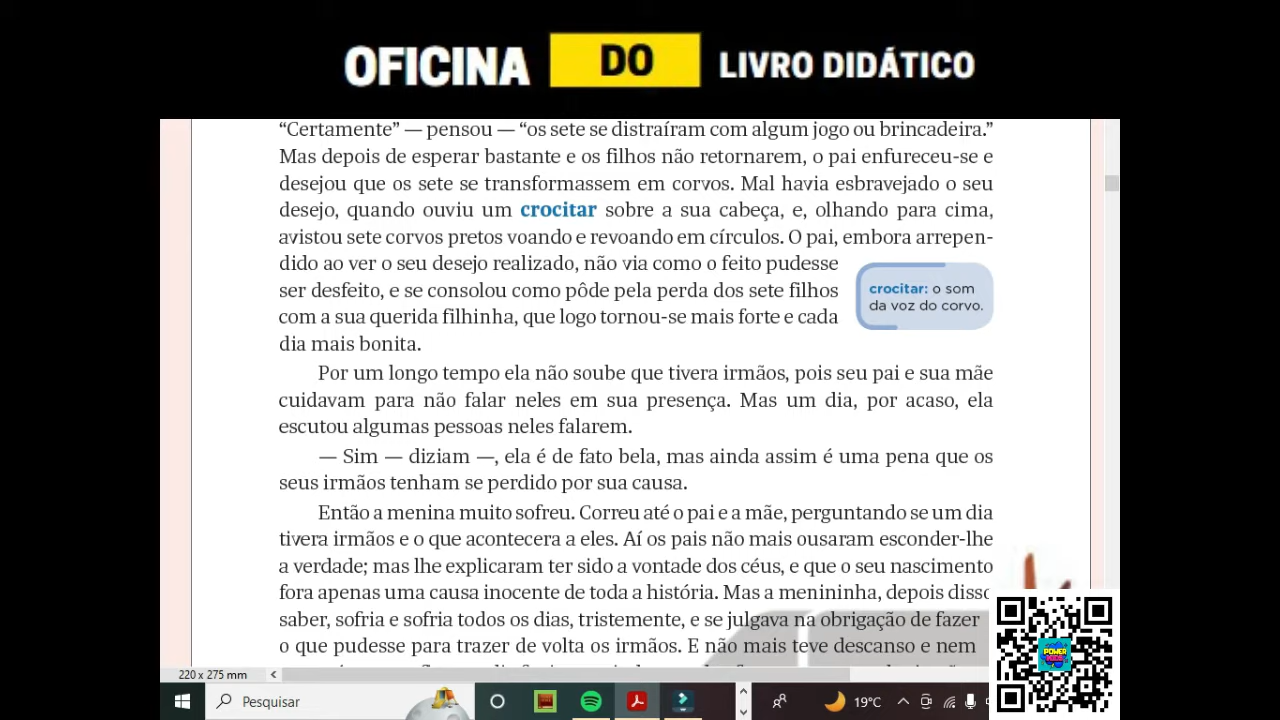 OFICINA DO LIVRO DIDÁTICO
“Certamente” — pensou — “os sete se distraíram com algum jogo ou brincadeira.”
Mas depois de esperar bastante e os filhos não retornarem, o pai enfureceu-se e
desejou que os sete se transformassem em corvos. Mal havia esbravejado o seu
desejo, quando ouviu um crocitar sobre a sua cabeça, e, olhando para cima,
avistou sete corvos pretos voando e revoando em círculos. O pai, embora arrepen-
dido ao ver o seu desejo realizado, não via como o feito pudesse
ser desfeito, e se consolou como pôde pela perda dos sete filhos
com a sua querida filhinha, que logo tornou-se mais forte e cada
dia mais bonita.
crocitar: o som
da voz do corvo.
Por um longo tempo ela não soube que tivera irmãos, pois seu pai e sua mãe
cuidavam para não falar neles em sua presença. Mas um dia, por acaso, ela
escutou algumas pessoas neles falarem.
— Sim — diziam —, ela é de fato bela, mas ainda assim é uma pena que os
seus irmãos tenham se perdido por sua causa.
Então a menina muito sofreu. Correu até o pai e a mãe, perguntando se um dia
tivera irmãos e o que acontecera a eles. Aí os pais não mais ousaram esconder-lhe
a verdade; mas lhe explicaram ter sido a vontade dos céus, e que o seu nascimento
fora apenas uma causa inocente de toda a história. Mas a menininha, depois disso
saber, sofria e sofria todos os dias, tristemente, e se julgava na obrigação de fazer
o que pudesse para trazer de volta os irmãos. E não mais teve descanso e nem
220 x 275 mm
Pesquisar
19°C
POWER